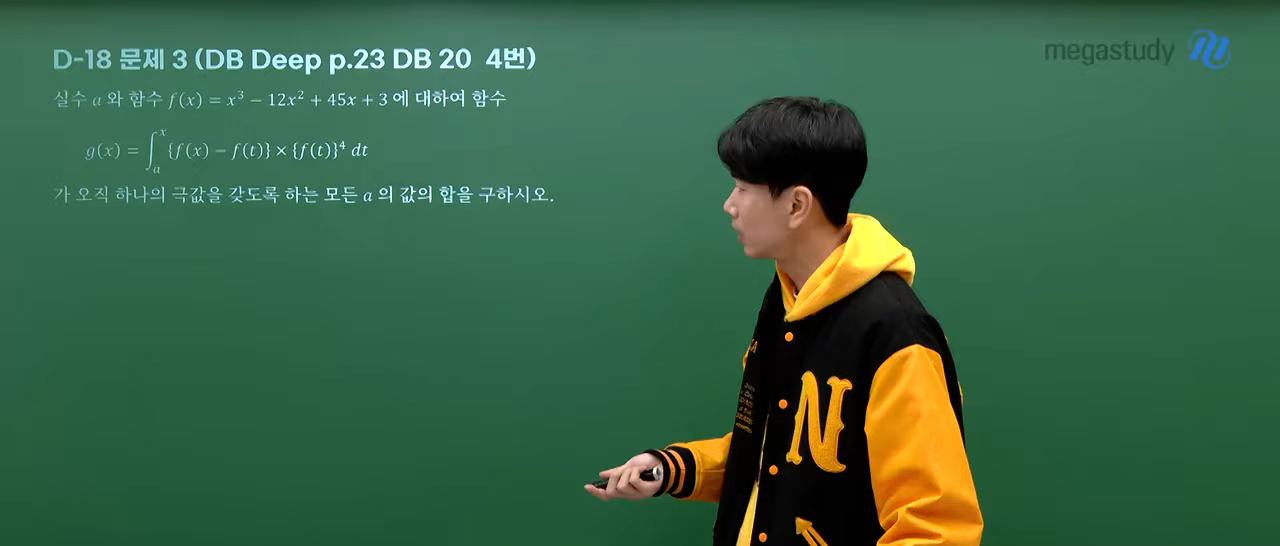 D-18 문제 3 (DB Deep p.23 DB 20 4번)
megastudy
실수 a 와 함수 f(x) = x³ − 12x² + 45x + 3 에 대하여 함수
g(x) = ∫ₐˣ {f(x) − f(t)} × {f(t)}⁴ dt
가 오직 하나의 극값을 갖도록 하는 모든 a 의 값의 합을 구하시오.
N